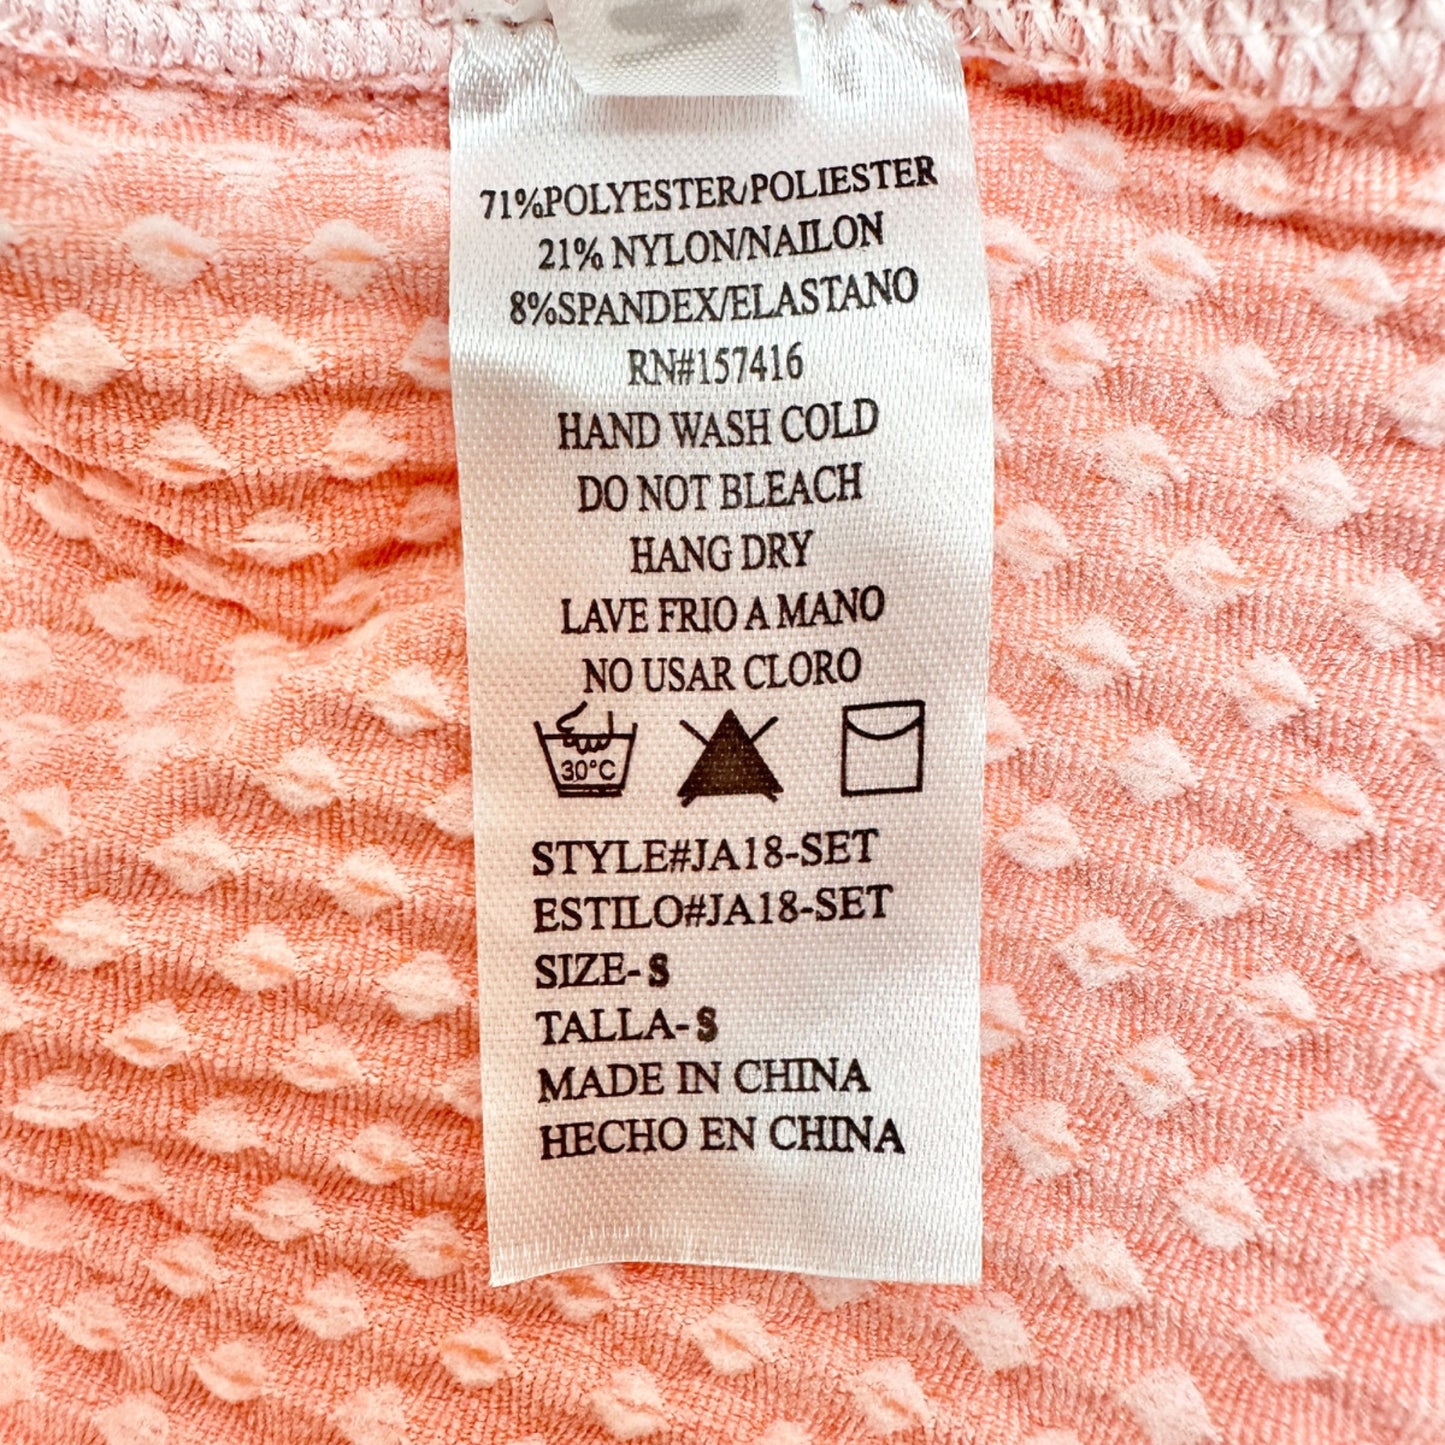 71%POLYESTER/POLIESTER
21% NYLON/NAILON
8%SPANDEX/ELASTANO
RN#157416
HAND WASH COLD
DO NOT BLEACH
HANG DRY
LAVE FRIO A MANO
NO USAR CLORO
30°C
STYLE#JA18-SET
ESTILO#JA18-SET
SIZE-S
TALLA-S
MADE IN CHINA
HECHO EN CHINA